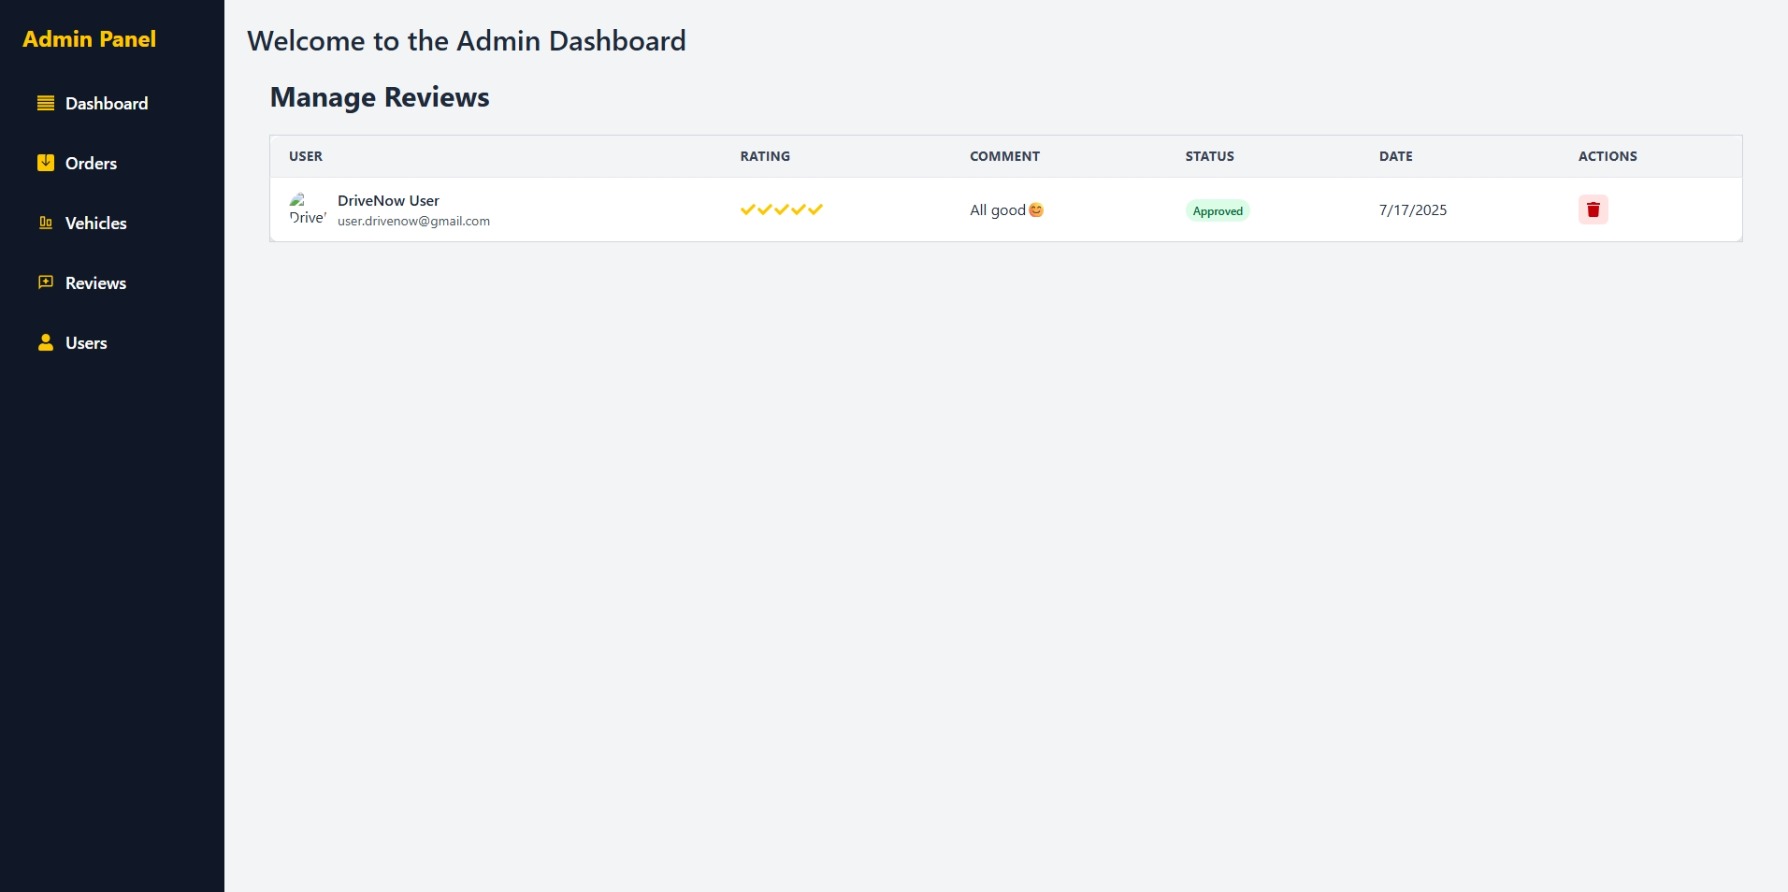 Admin Panel
Dashboard
Orders
Vehicles
Reviews
Users
Welcome to the Admin Dashboard
Manage Reviews
USER RATING COMMENT STATUS DATE ACTIONS
Drive'
DriveNow User
user.drivenow@gmail.com
All good😊 Approved 7/17/2025